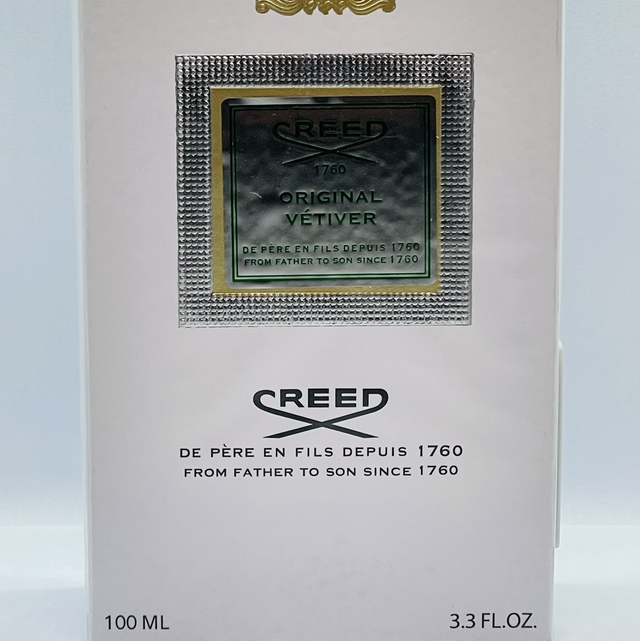 CREED
1760
ORIGINAL
VÉTIVER
DE PÈRE EN FILS DEPUIS 1760
FROM FATHER TO SON SINCE 1760
CREED
DE PÈRE EN FILS DEPUIS 1760
FROM FATHER TO SON SINCE 1760
100 ML
3.3 FL.OZ.